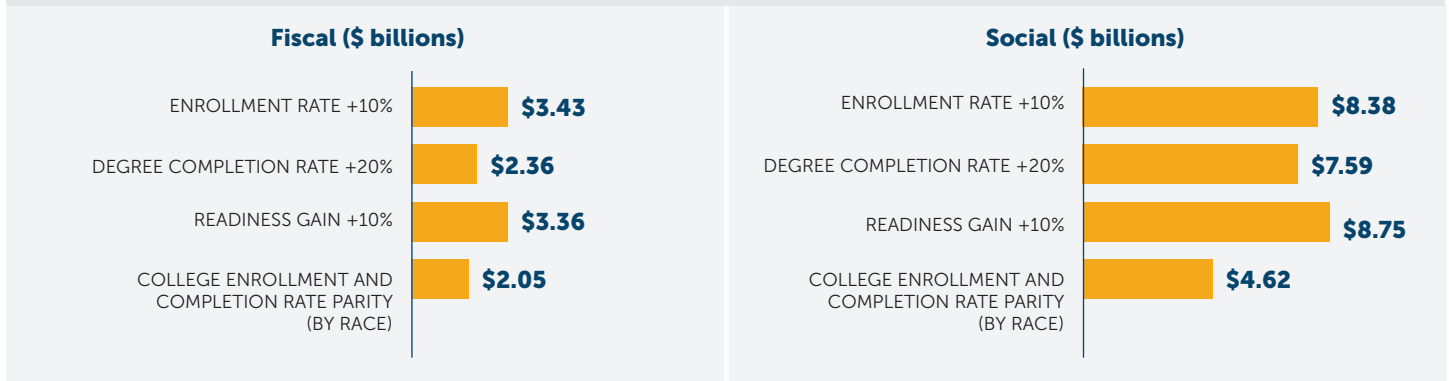 Fiscal ($ billions)
ENROLLMENT RATE +10%
$3.43
DEGREE COMPLETION RATE +20%
$2.36
READINESS GAIN +10%
$3.36
COLLEGE ENROLLMENT AND
COMPLETION RATE PARITY
(BY RACE)
$2.05
Social ($ billions)
ENROLLMENT RATE +10%
$8.38
DEGREE COMPLETION RATE +20%
$7.59
READINESS GAIN +10%
$8.75
COLLEGE ENROLLMENT AND
COMPLETION RATE PARITY
(BY RACE)
$4.62